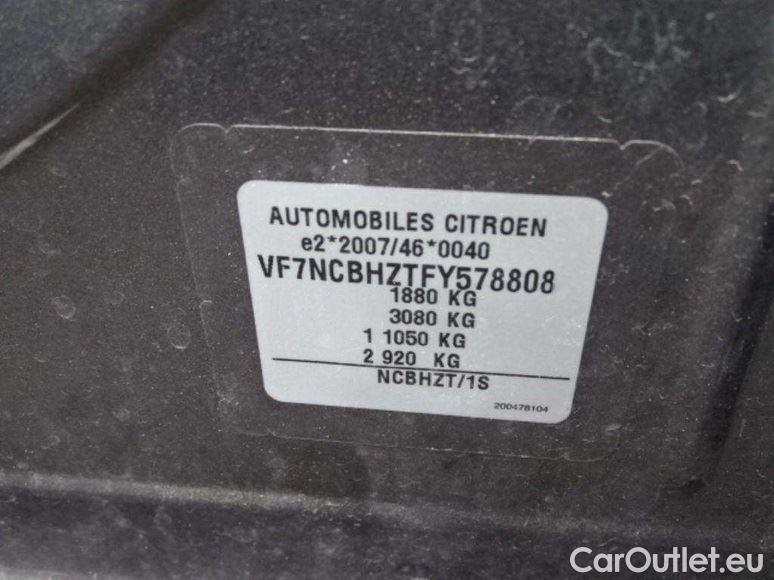 AUTOMOBILES CITROEN
e2*2007/46*0040
VF7NCBHZTFY578808
1880 KG
3080 KG
1 1050 KG
2 920 KG
NCBHZT/1S
200478104
CarOutlet.eu